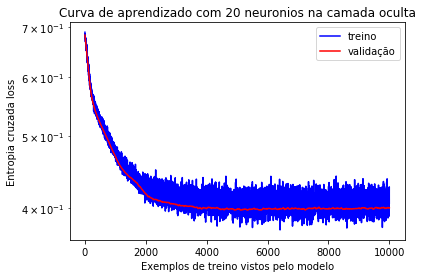 Curva de aprendizado com 20 neuronios na camada oculta
7 × 10⁻¹
6 × 10⁻¹
5 × 10⁻¹
4 × 10⁻¹
Entropia cruzada loss
treino
validação
0 2000 4000 6000 8000 10000
Exemplos de treino vistos pelo modelo